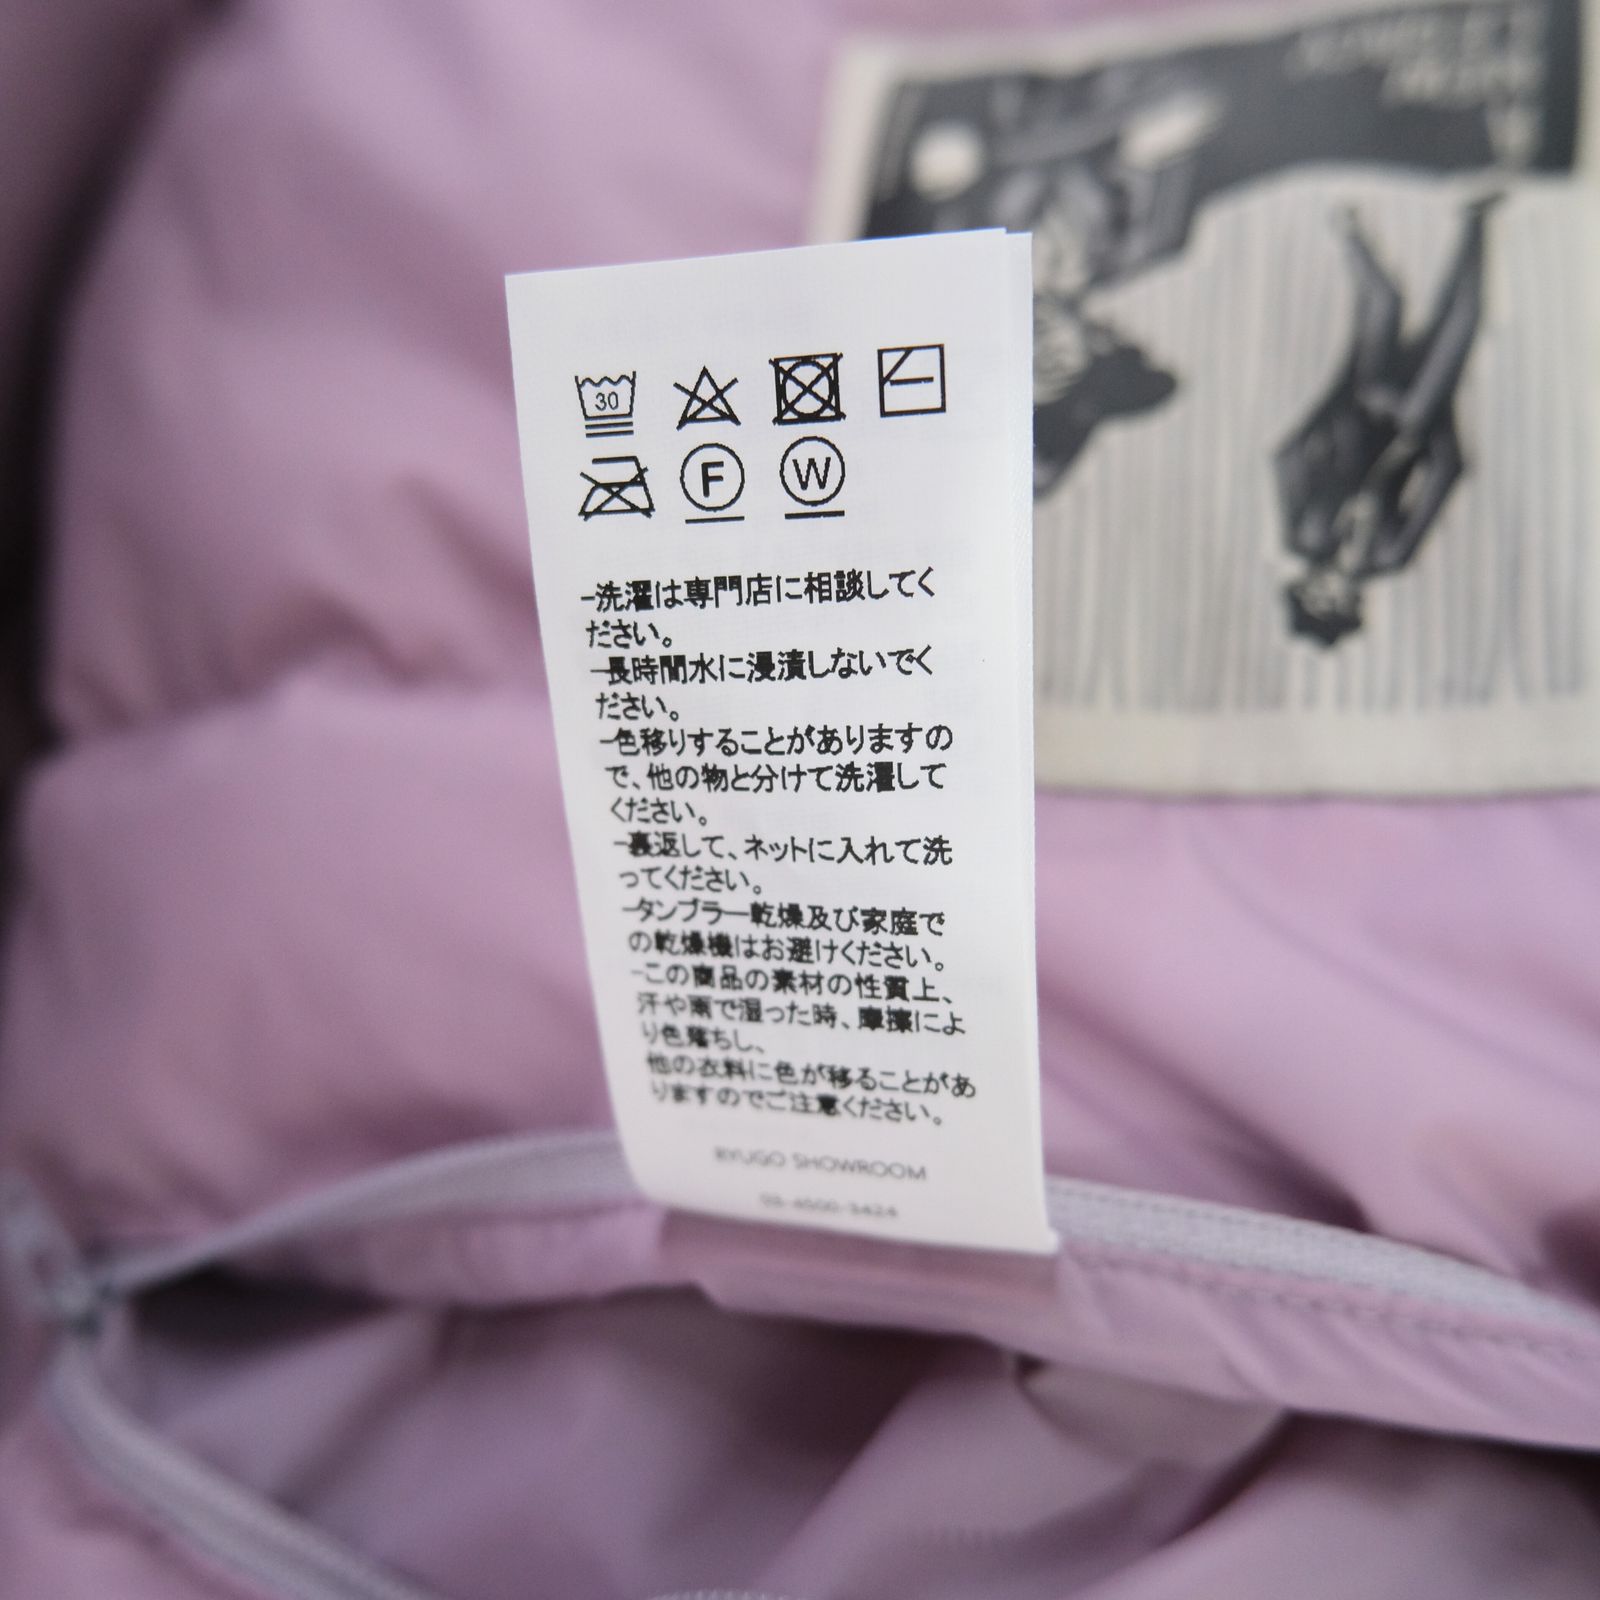 30
F W
-洗濯は専門店に相談してく
ださい。
-長時間水に浸漬しないでく
ださい。
-色移りすることがありますの
で、他の物と分けて洗濯して
ください。
-裏返して、ネットに入れて洗
ってください。
-タンブラー乾燥及び家庭で
の乾燥機はお避けください。
-この商品の素材の性質上、
汗や雨で湿った時、摩擦によ
り色落ちし、
他の衣料に色が移ることがあ
りますのでご注意ください。
RYUGO SHOWROOM
03-4500-3424